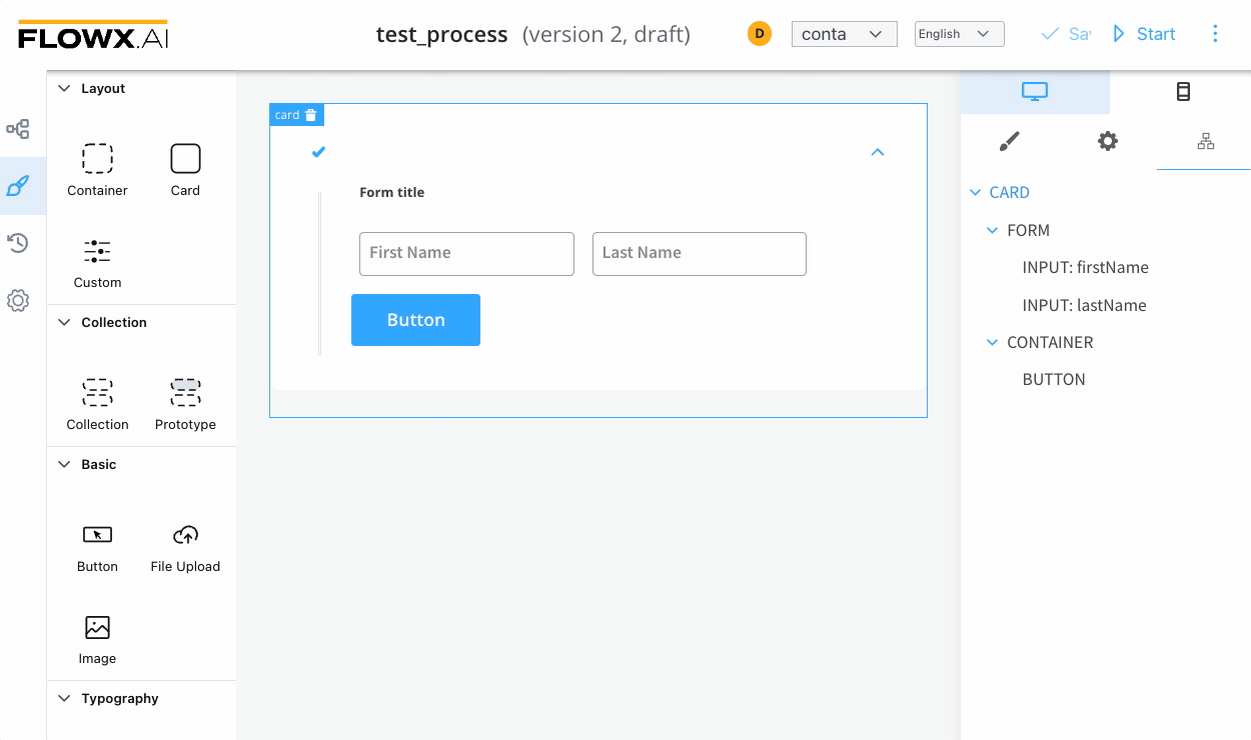 FLOWX.AI
test_process (version 2, draft)
D
conta
English
Start
Layout
Container
Card
Custom
Collection
Collection
Prototype
Basic
Button
File Upload
Image
Typography
card
Form title
First Name
Last Name
Button
CARD
FORM
INPUT: firstName
INPUT: lastName
CONTAINER
BUTTON